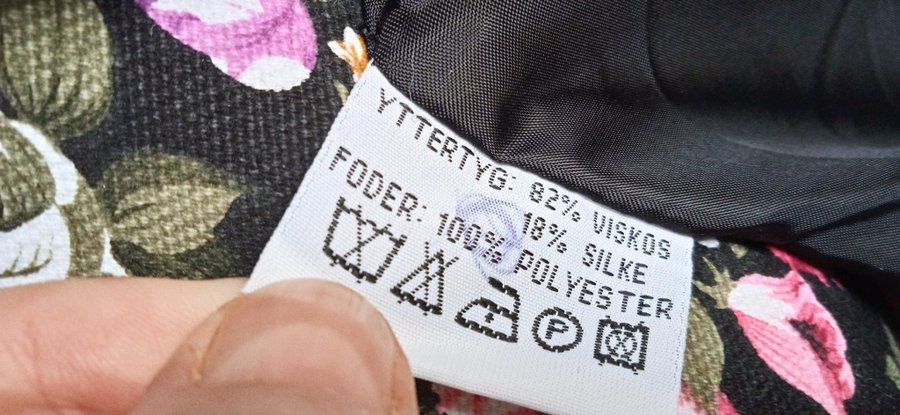 YTTERTYG: 82% VISKOS
18% SILKE
FODER: 100% POLYESTER
P